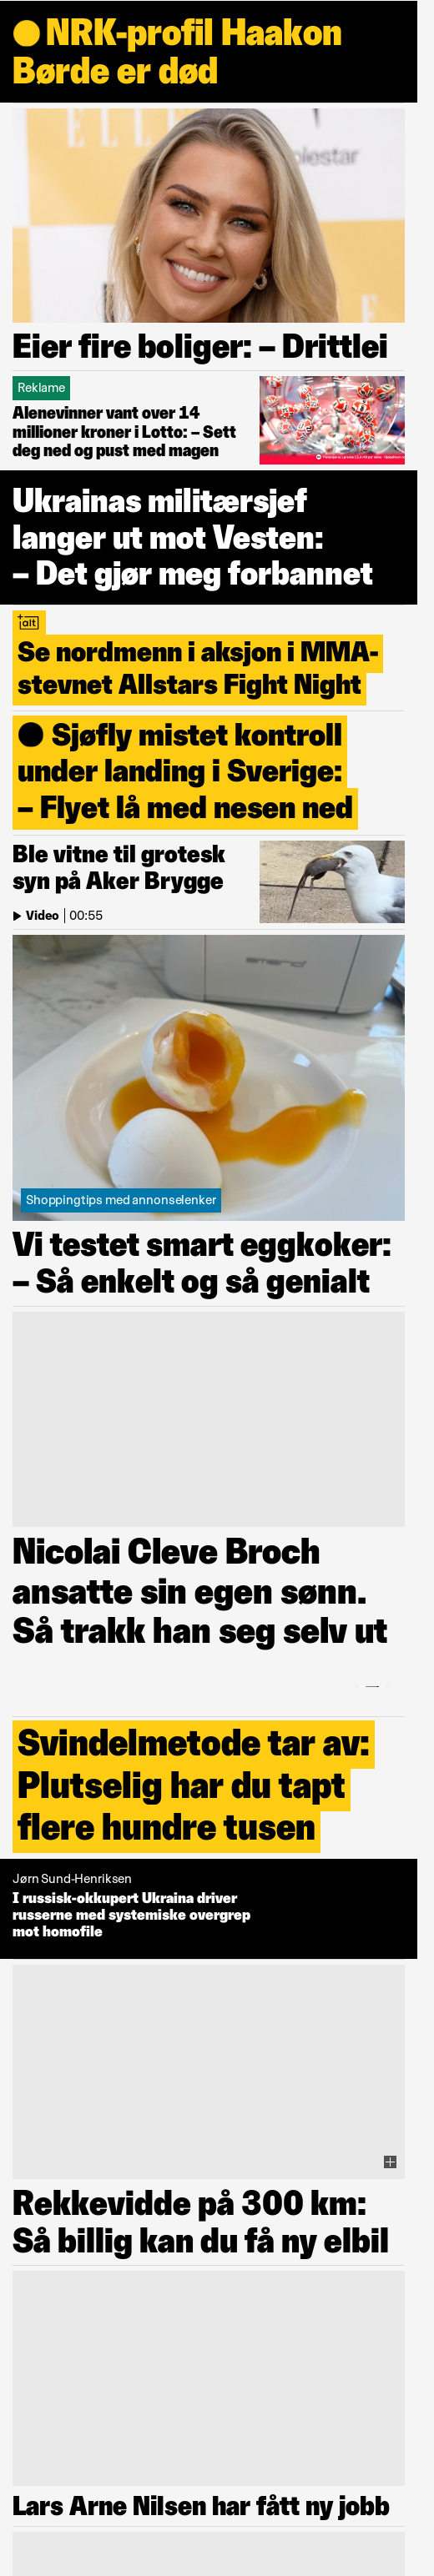 NRK-profil Haakon
Børde er død
ELLE
polestar
E
Eier fire boliger: – Drittlei
Reklame
Alenevinner vant over 14
millioner kroner i Lotto: – Sett
deg ned og pust med magen
Ukrainas militærsjef
langer ut mot Vesten:
– Det gjør meg forbannet
+alt
Se nordmenn i aksjon i MMA-
stevnet Allstars Fight Night
Sjøfly mistet kontroll
under landing i Sverige:
– Flyet lå med nesen ned
Ble vitne til grotesk
syn på Aker Brygge
Video 00:55
emerio
Shoppingtips med annonselenker
Vi testet smart eggkoker:
– Så enkelt og så genialt
Nicolai Cleve Broch
ansatte sin egen sønn.
Så trakk han seg selv ut
Svindelmetode tar av:
Plutselig har du tapt
flere hundre tusen
Jørn Sund-Henriksen
I russisk-okkupert Ukraina driver
russerne med systemiske overgrep
mot homofile
Rekkevidde på 300 km:
Så billig kan du få ny elbil
Lars Arne Nilsen har fått ny jobb